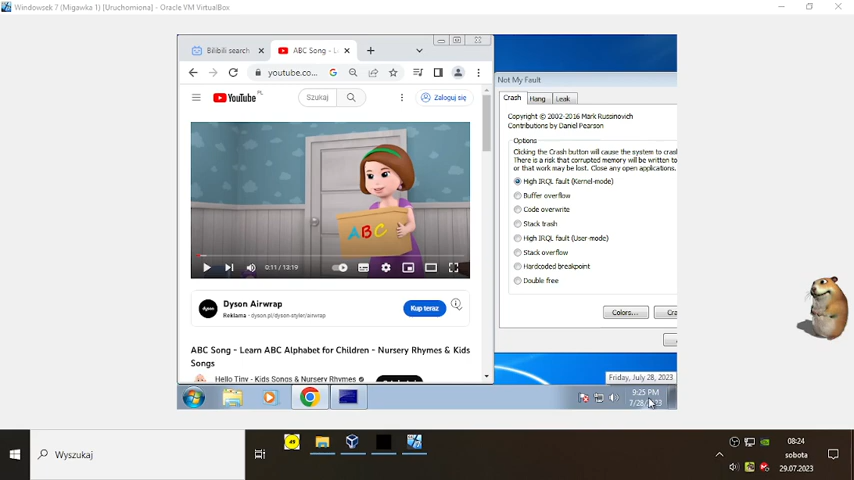 Windowsek 7 (Migawka 1) [Uruchomiona] - Oracle VM VirtualBox
Bilibili search
ABC Song - L
youtube.co...
YouTube PL
Szukaj
Zaloguj się
ABC
0:11 / 13:19
Dyson Airwrap
Reklama - dyson.pl/dyson-styler/airwrap
Kup teraz
ABC Song - Learn ABC Alphabet for Children - Nursery Rhymes & Kids
Songs
Hello Tiny - Kids Songs & Nursery Rhymes
Not My Fault
Crash
Hang
Leak
Copyright © 2002-2016 Mark Russinovich
Contributions by Daniel Pearson
Options
Clicking the Crash button will cause the system to crash
There is a risk that corrupted memory will be written to
or that work may be lost. Close any open applications.
High IRQL fault (Kernel-mode)
Buffer overflow
Code overwrite
Stack trash
High IRQL fault (User-mode)
Stack overflow
Hardcoded breakpoint
Double free
Colors...
Cra
Friday, July 28, 2023
9:25 PM
7/28/2023
Wyszukaj
08:24
sobota
29.07.2023